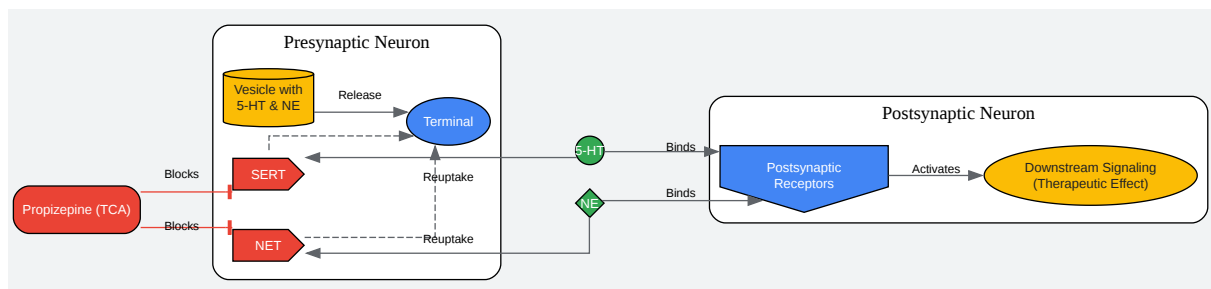 Presynaptic Neuron
Vesicle with
5-HT & NE
Release
Terminal
Postsynaptic Neuron
5-HT
Binds
Postsynaptic
Receptors
Activates
Downstream Signaling
(Therapeutic Effect)
Blocks
SERT
Reuptake
Propizepine (TCA)
NE
Binds
Blocks
NET
Reuptake